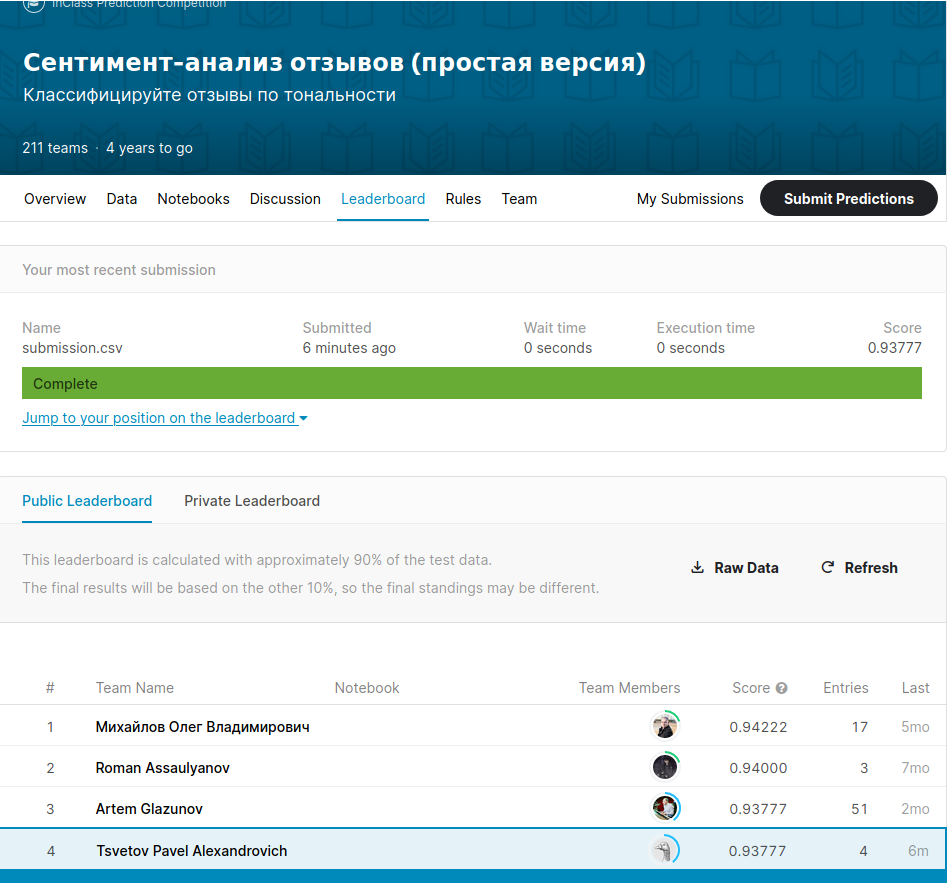 InClass Prediction Competition
Сентимент-анализ отзывов (простая версия)
Классифицируйте отзывы по тональности
211 teams · 4 years to go
Overview Data Notebooks Discussion Leaderboard Rules Team My Submissions Submit Predictions
Your most recent submission
Name Submitted Wait time Execution time Score
submission.csv 6 minutes ago 0 seconds 0 seconds 0.93777
Complete
Jump to your position on the leaderboard
Public Leaderboard Private Leaderboard
This leaderboard is calculated with approximately 90% of the test data.
The final results will be based on the other 10%, so the final standings may be different.
Raw Data Refresh
# Team Name Notebook Team Members Score Entries Last
1 Михайлов Олег Владимирович 0.94222 17 5mo
2 Roman Assaulyanov 0.94000 3 7mo
3 Artem Glazunov 0.93777 51 2mo
4 Tsvetov Pavel Alexandrovich 0.93777 4 6m